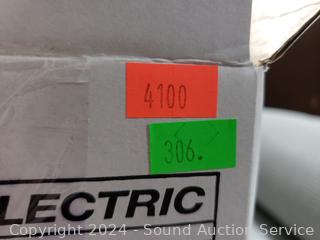 4100
306.
LECTRIC
Copyright 2024 - Sound Auction Service